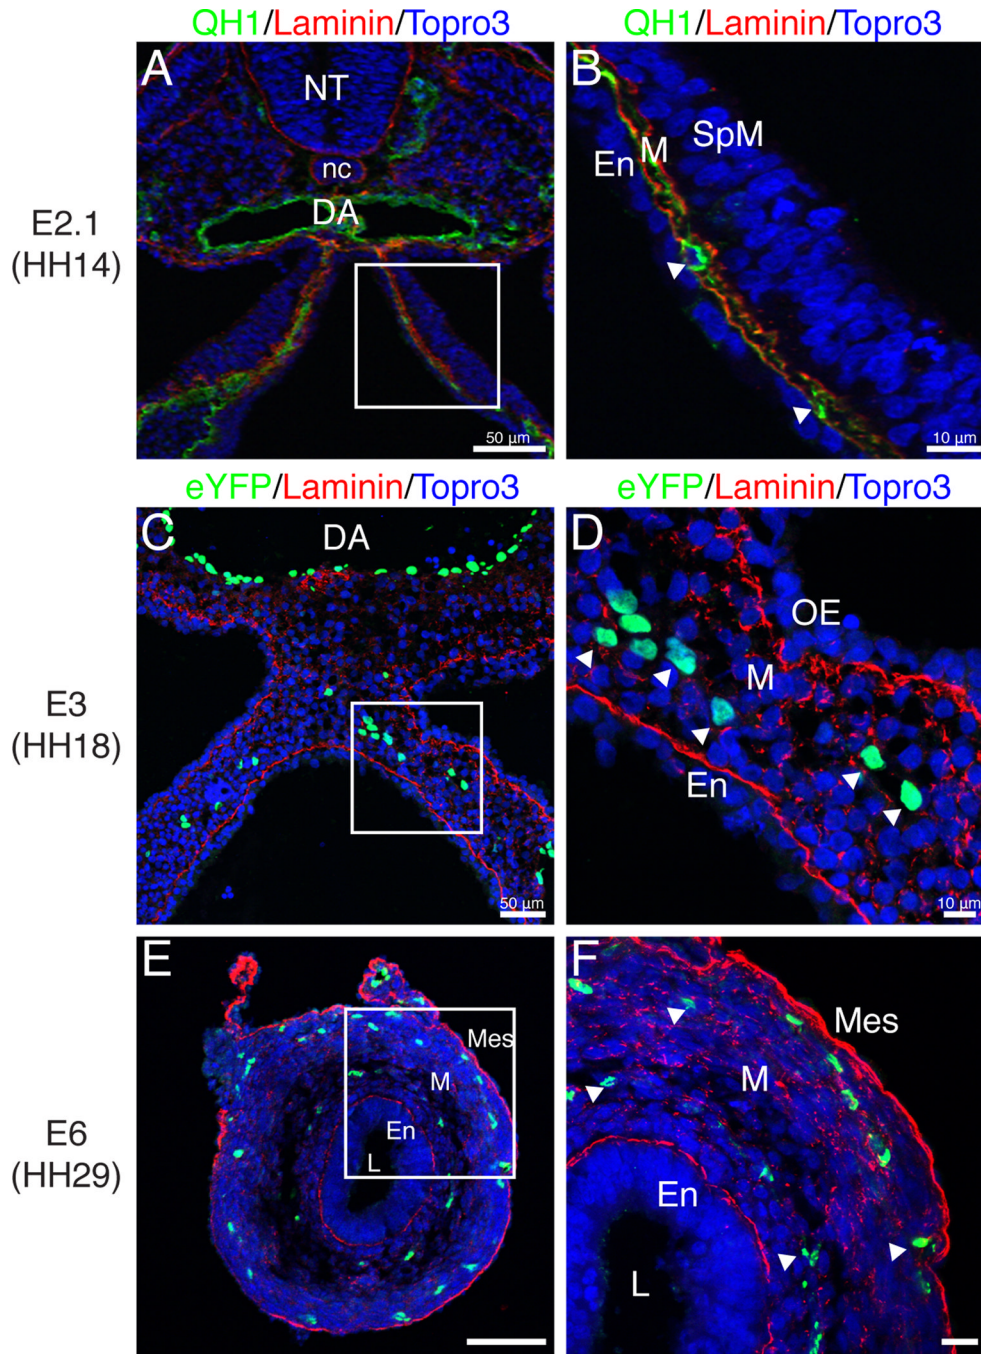 QH1/Laminin/Topro3
QH1/Laminin/Topro3
E2.1
(HH14)
A
NT
nc
DA
50 µm
B
En
M
SpM
10 µm
eYFP/Laminin/Topro3
eYFP/Laminin/Topro3
E3
(HH18)
C
DA
50 µm
D
OE
M
En
10 µm
E6
(HH29)
E
Mes
M
En
L
F
Mes
M
En
L